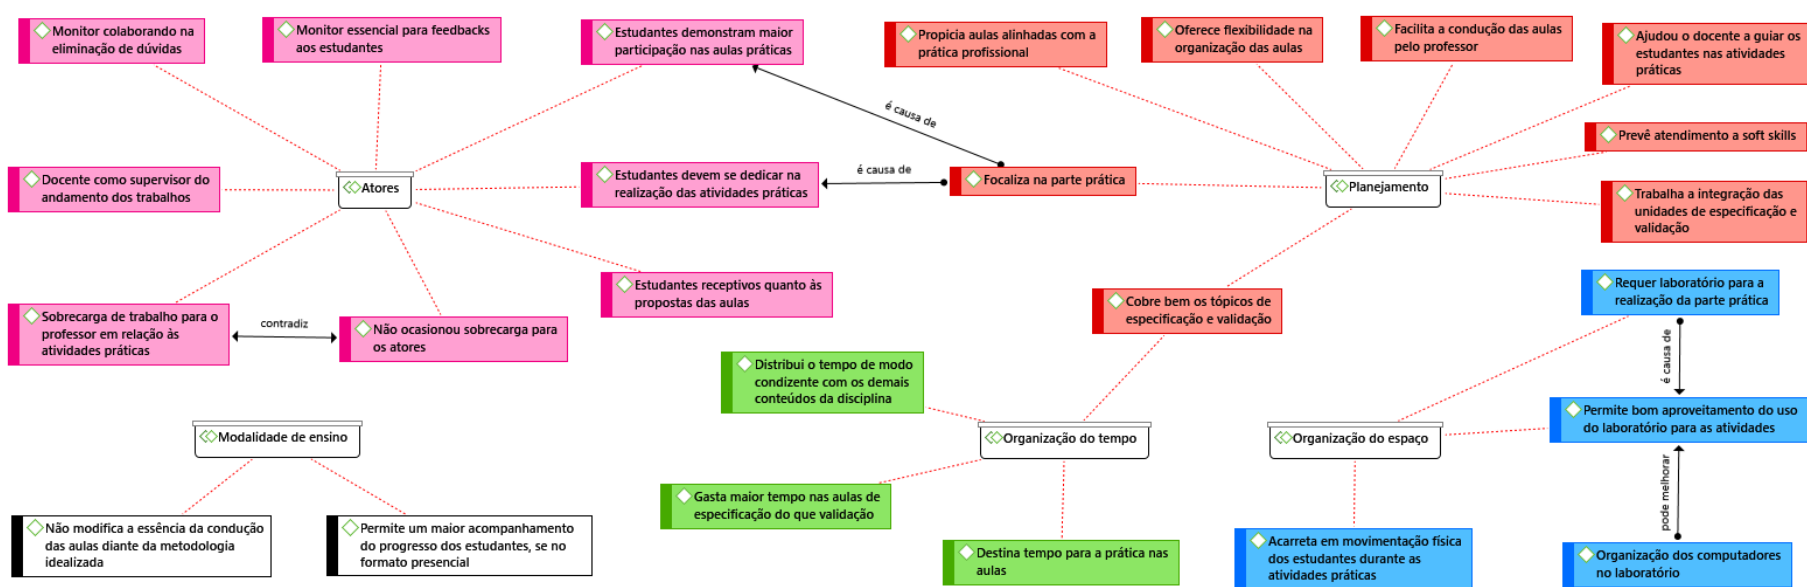 Monitor colaborando na
eliminação de dúvidas
Monitor essencial para feedbacks
aos estudantes
Estudantes demonstram maior
participação nas aulas práticas
Propicia aulas alinhadas com a
prática profissional
Oferece flexibilidade na
organização das aulas
Facilita a condução das aulas
pelo professor
Ajudou o docente a guiar os
estudantes nas atividades
práticas
é causa de
Prevê atendimento a soft skills
Docente como supervisor do
andamento dos trabalhos
Atores
Estudantes devem se dedicar na
realização das atividades práticas
é causa de
Focaliza na parte prática
Planejamento
Trabalha a integração das
unidades de especificação e
validação
Estudantes receptivos quanto às
propostas das aulas
Cobre bem os tópicos de
especificação e validação
Requer laboratório para a
realização da parte prática
Sobrecarga de trabalho para o
professor em relação às
atividades práticas
contradiz
Não ocasionou sobrecarga para
os atores
é causa de
Distribui o tempo de modo
condizente com os demais
conteúdos da disciplina
Permite bom aproveitamento do uso
do laboratório para as atividades
Modalidade de ensino
Organização do tempo
Organização do espaço
pode melhorar
Gasta maior tempo nas aulas de
especificação do que validação
Não modifica a essência da condução
das aulas diante da metodologia
idealizada
Permite um maior acompanhamento
do progresso dos estudantes, se no
formato presencial
Destina tempo para a prática nas
aulas
Acarreta em movimentação física
dos estudantes durante as
atividades práticas
Organização dos computadores
no laboratório